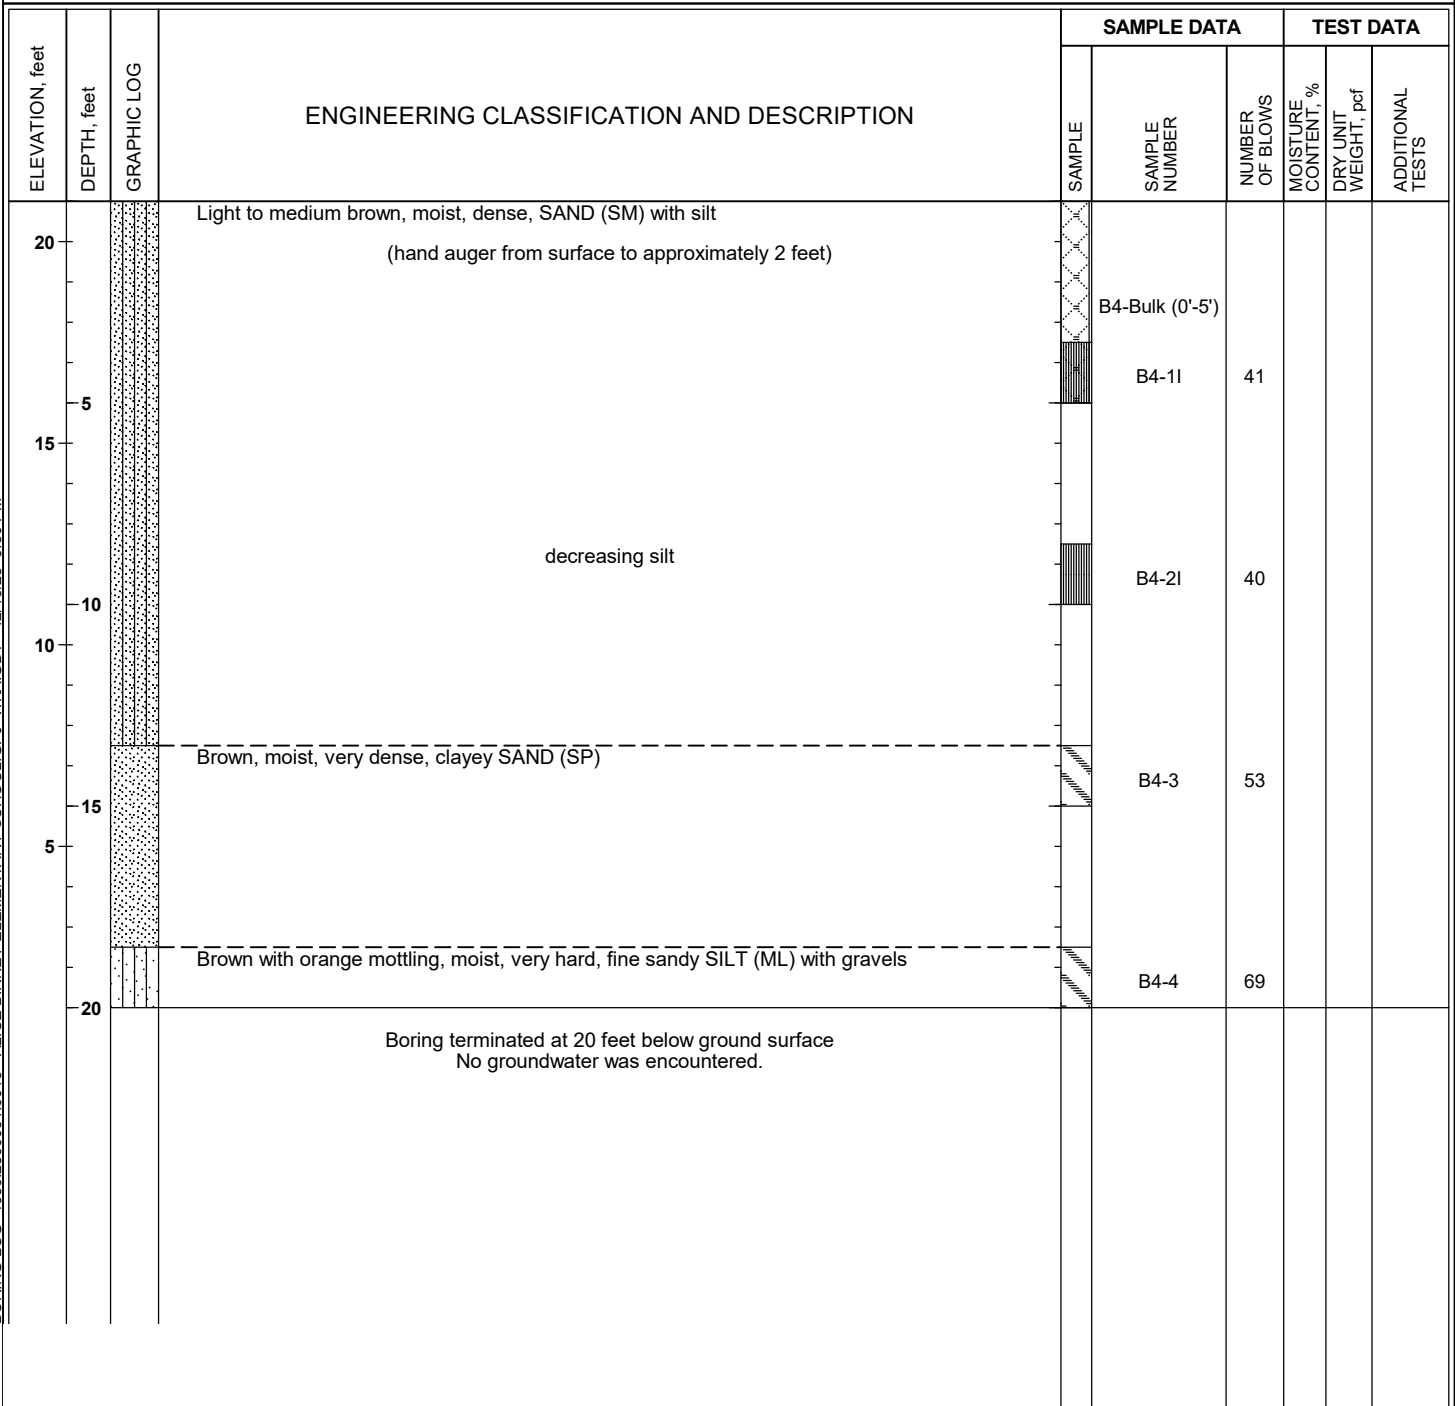 SAMPLE DATA
TEST DATA
ELEVATION, feet
DEPTH, feet
GRAPHIC LOG
ENGINEERING CLASSIFICATION AND DESCRIPTION
SAMPLE
SAMPLE
NUMBER
NUMBER
OF BLOWS
MOISTURE
CONTENT, %
DRY UNIT
WEIGHT, pcf
ADDITIONAL
TESTS
Light to medium brown, moist, dense, SAND (SM) with silt
20
(hand auger from surface to approximately 2 feet)
B4-Bulk (0'-5')
B4-1I 41
5
15
decreasing silt
B4-2I 40
10
10
Brown, moist, very dense, clayey SAND (SP)
B4-3 53
15
5
Brown with orange mottling, moist, very hard, fine sandy SILT (ML) with gravels
B4-4 69
20
Boring terminated at 20 feet below ground surface
No groundwater was encountered.